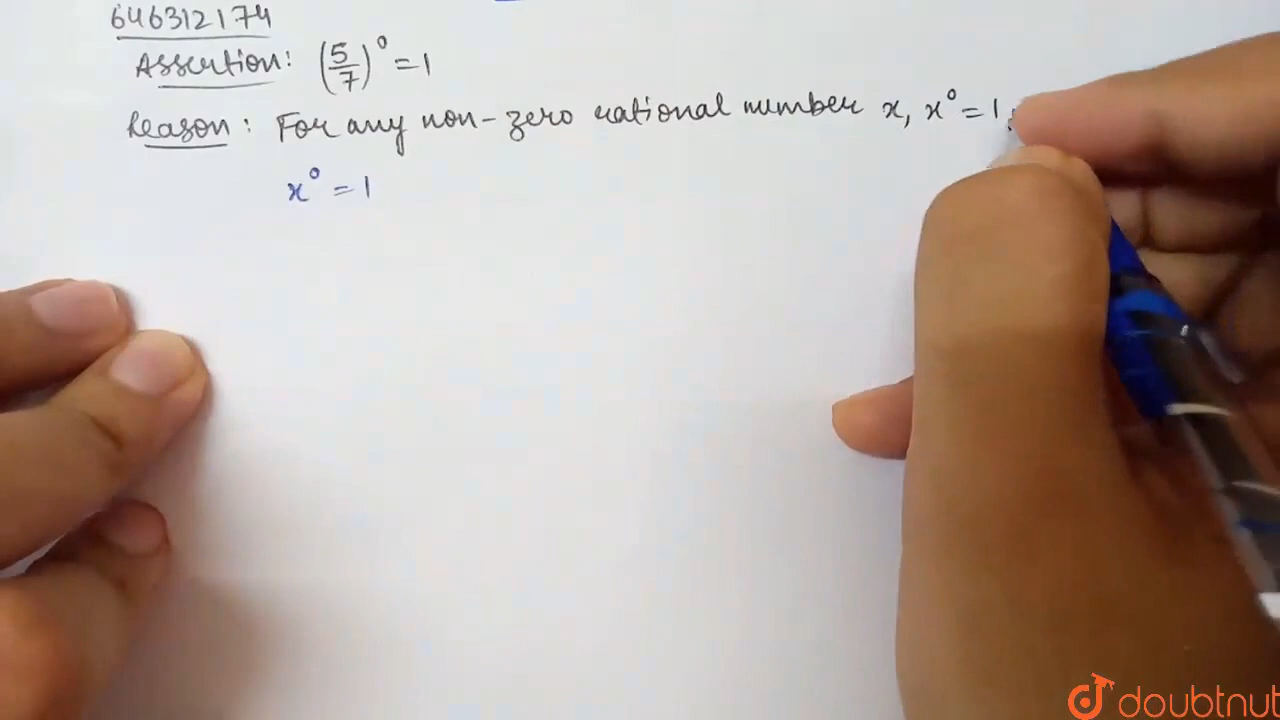 646312174
Assertion: (5/7)⁰ = 1
Reason: For any non-zero rational number x, x⁰ = 1.
x⁰ = 1
doubtnut